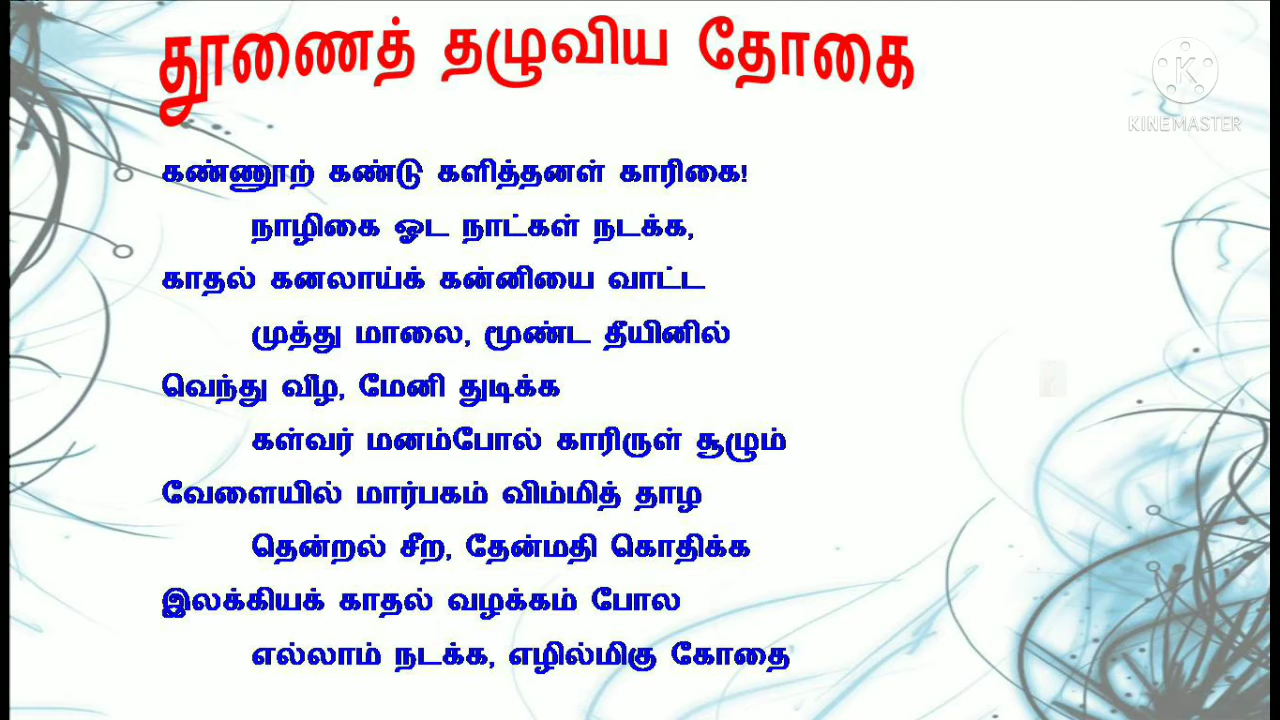 தூணைத் தழுவிய தோகை
KINEMASTER
கண்ணூற் கண்டு களித்தனள் காரிகை!
நாழிகை ஓட நாட்கள் நடக்க,
காதல் கனலாய்க் கன்னியை வாட்ட
முத்து மாலை, மூண்ட தீயினில்
வெந்து வீழ, மேனி துடிக்க
கள்வர் மனம்போல் காரிருள் சூழும்
வேளையில் மார்பகம் விம்மித் தாழ
தென்றல் சீற, தேன்மதி கொதிக்க
இலக்கியக் காதல் வழக்கம் போல
எல்லாம் நடக்க, எழில்மிகு கோதை